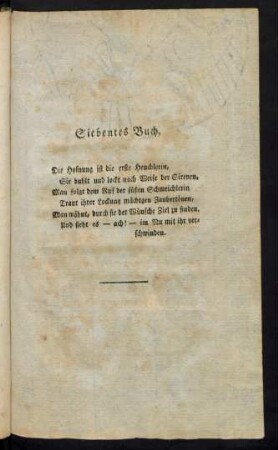 Siebentes Buch.
Die Hofnung ist die erste Heuchlerin,
Sie buhlt und lockt nach Weise der Sirenen,
Man folgt dem Ruf der süßen Schmeichlerin
Traut ihrer Lockung mächtigen Zaubertönen,
Man wähnt, durch sie der Wünsche Ziel zu finden,
Und sieht es — ach! — im Nu mit ihr ver-
schwinden.